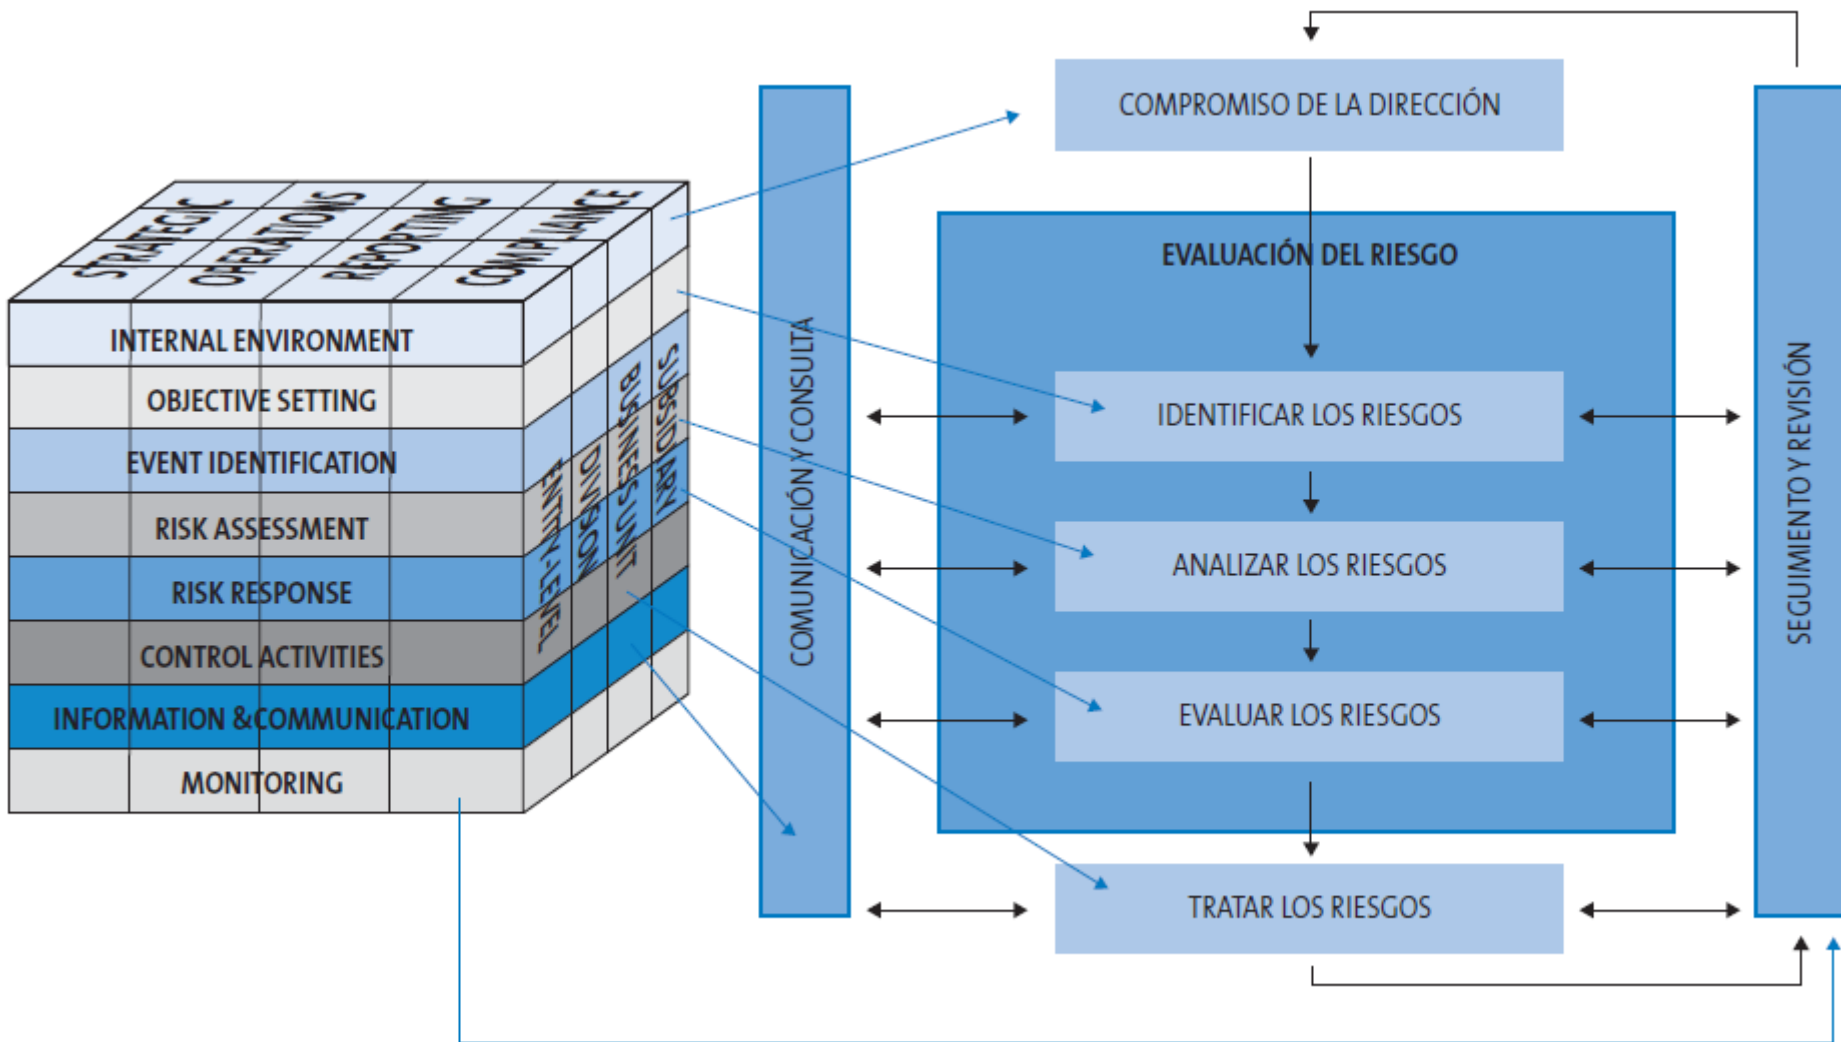 STRATEGIC
OPERATIONS
REPORTING
COMPLIANCE
INTERNAL ENVIRONMENT
OBJECTIVE SETTING
EVENT IDENTIFICATION
RISK ASSESSMENT
RISK RESPONSE
CONTROL ACTIVITIES
INFORMATION &COMMUNICATION
MONITORING
ENTITY-LEVEL
DIVISION
BUSINESS UNIT
SUBSIDIARY
COMUNICACIÓN Y CONSULTA
COMPROMISO DE LA DIRECCIÓN
EVALUACIÓN DEL RIESGO
IDENTIFICAR LOS RIESGOS
ANALIZAR LOS RIESGOS
EVALUAR LOS RIESGOS
TRATAR LOS RIESGOS
SEGUIMIENTO Y REVISIÓN